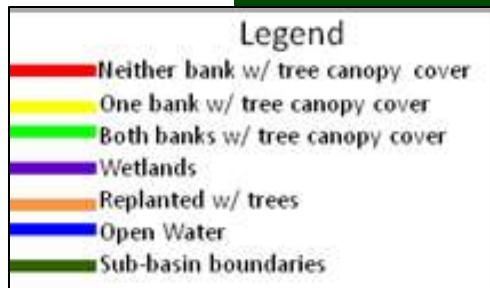 Legend
Neither bank w/ tree canopy cover
One bank w/ tree canopy cover
Both banks w/ tree canopy cover
Wetlands
Replanted w/ trees
Open Water
Sub-basin boundaries